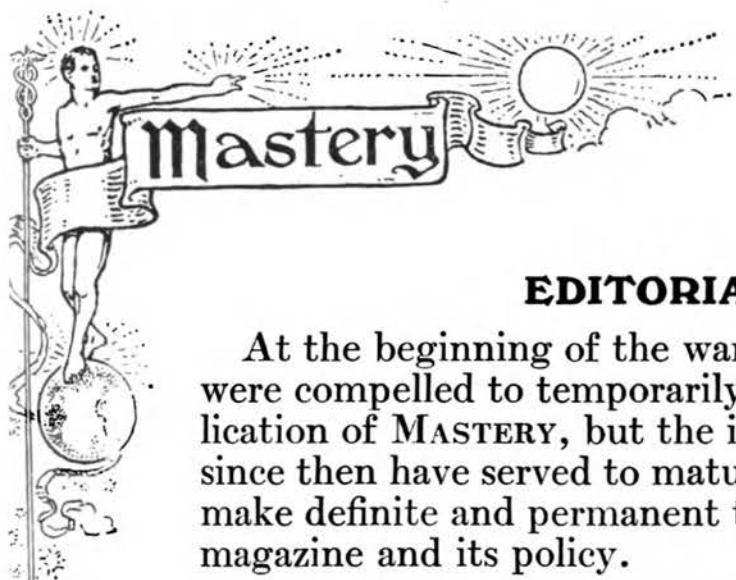 Mastery
EDITORIA
At the beginning of the war
were compelled to temporarily
lication of MASTERY, but the i
since then have served to matu
make definite and permanent t
magazine and its policy.